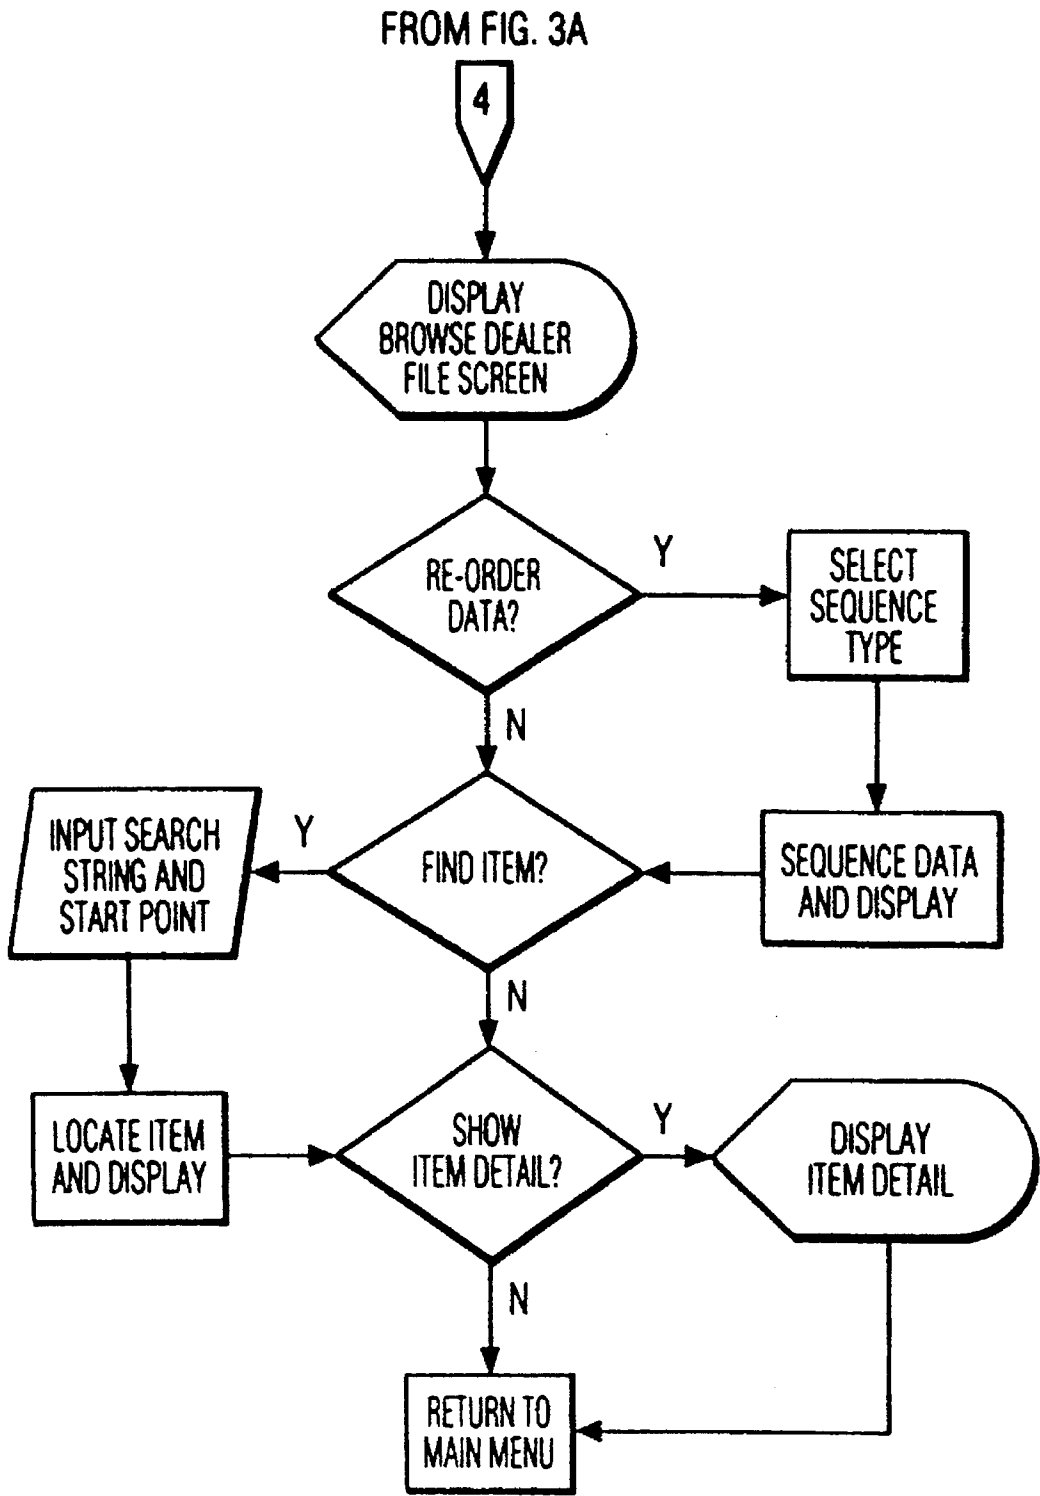 FROM FIG. 3A
4
DISPLAY
BROWSE DEALER
FILE SCREEN
RE-ORDER
DATA?
Y
SELECT
SEQUENCE
TYPE
N
INPUT SEARCH
STRING AND
START POINT
Y
FIND ITEM?
SEQUENCE DATA
AND DISPLAY
N
LOCATE ITEM
AND DISPLAY
SHOW
ITEM DETAIL?
Y
DISPLAY
ITEM DETAIL
N
RETURN TO
MAIN MENU